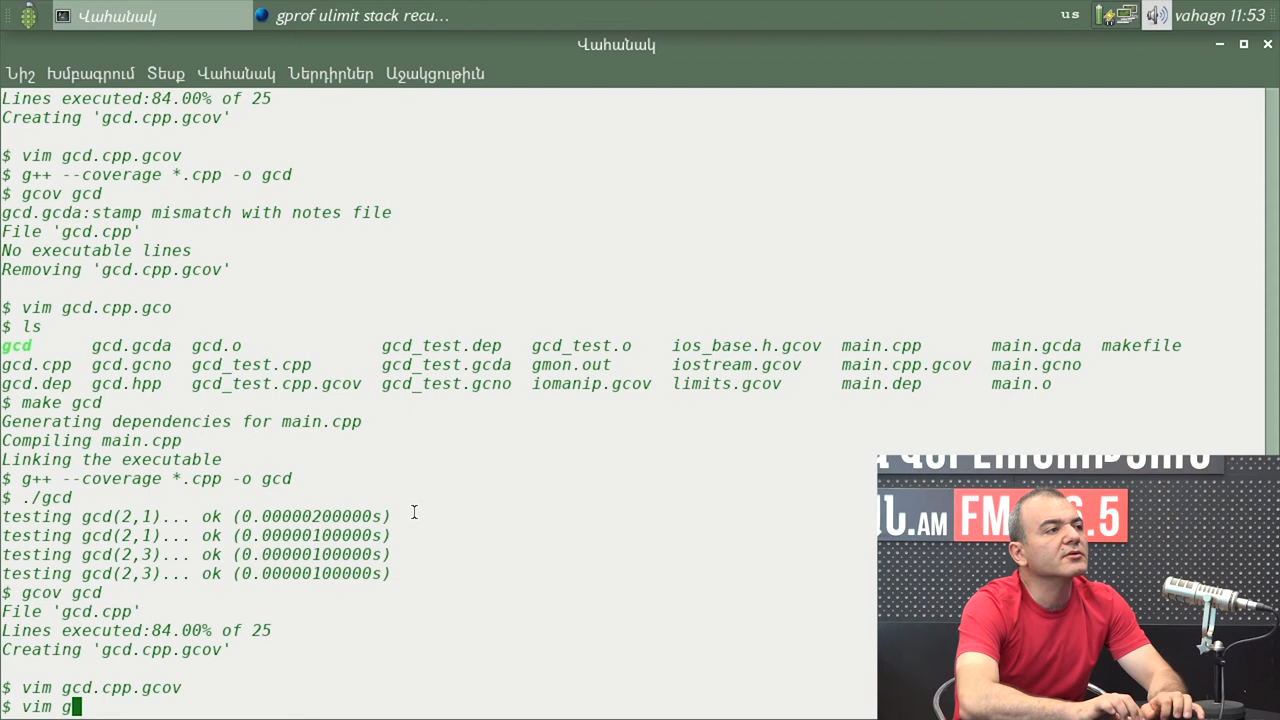 Վահանակ
gprof ulimit stack recu...
us
vahagn 11:53
Վահանակ
Նիշ Խմբագրում Տեսք Վահանակ Ներդիրներ Աջակցութիւն
Lines executed:84.00% of 25
Creating 'gcd.cpp.gcov'
$ vim gcd.cpp.gcov
$ g++ --coverage *.cpp -o gcd
$ gcov gcd
gcd.gcda:stamp mismatch with notes file
File 'gcd.cpp'
No executable lines
Removing 'gcd.cpp.gcov'
$ vim gcd.cpp.gco
$ ls
gcd gcd.gcda gcd.o gcd_test.dep gcd_test.o ios_base.h.gcov main.cpp main.gcda makefile
gcd.cpp gcd.gcno gcd_test.cpp gcd_test.gcda gmon.out iostream.gcov main.cpp.gcov main.gcno
gcd.dep gcd.hpp gcd_test.cpp.gcov gcd_test.gcno iomanip.gcov limits.gcov main.dep main.o
$ make gcd
Generating dependencies for main.cpp
Compiling main.cpp
Linking the executable
$ g++ --coverage *.cpp -o gcd
$ ./gcd
testing gcd(2,1)... ok (0.00000200000s)
testing gcd(2,1)... ok (0.00000100000s)
testing gcd(2,3)... ok (0.00000100000s)
testing gcd(2,3)... ok (0.00000100000s)
$ gcov gcd
File 'gcd.cpp'
Lines executed:84.00% of 25
Creating 'gcd.cpp.gcov'
$ vim gcd.cpp.gcov
$ vim g
FM
6.5